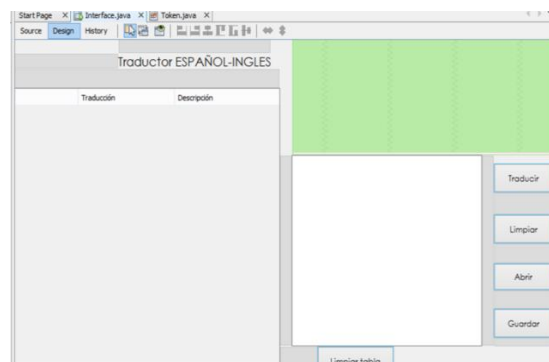 Start Page Interface.java Token.java
Source Design History
Traductor ESPAÑOL-INGLES
Traducción Descripción
Traducir
Limpiar
Abrir
Guardar
Limpiar tabla